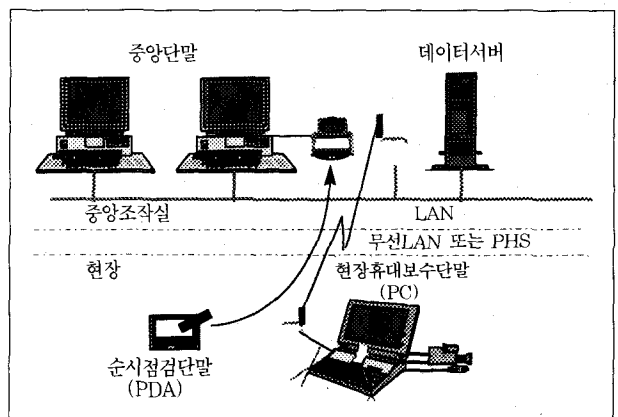 중앙단말
데이터서버
중앙조작실
LAN
무선LAN 또는 PHS
현장
현장휴대보수단말
(PC)
순시점검단말
(PDA)